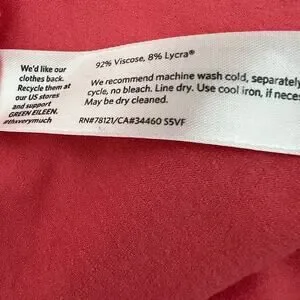 We'd like our
clothes back.
Recycle them at
our US stores
and support
GREEN EILEEN.
#thxverymuch
92% Viscose, 8% Lycra®
We recommend machine wash cold, separately
cycle, no bleach. Line dry. Use cool iron, if neces
May be dry cleaned.
RN#78121/CA#34460 S5VF